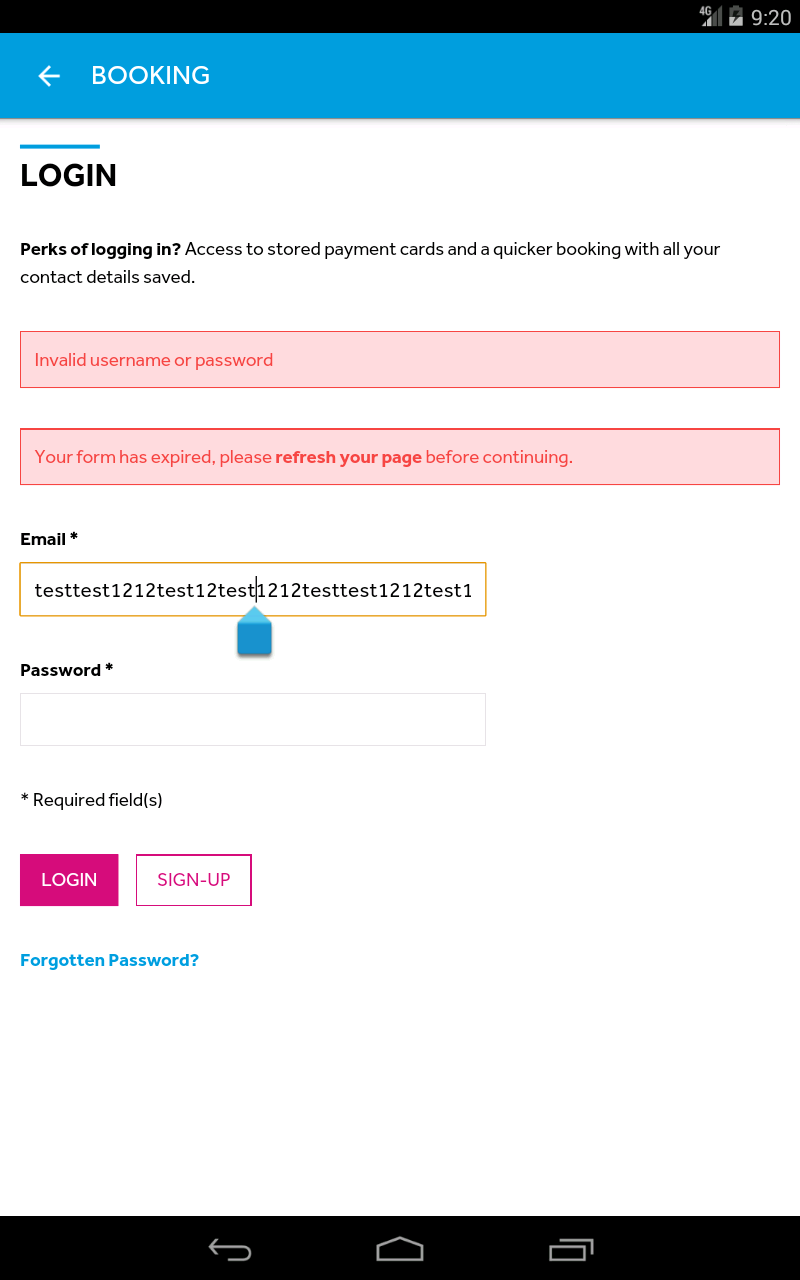 4G 9:20
BOOKING
LOGIN
Perks of logging in? Access to stored payment cards and a quicker booking with all your
contact details saved.
Invalid username or password
Your form has expired, please refresh your page before continuing.
Email *
testtest1212test12test1212testtest1212test1
Password *
* Required field(s)
LOGIN SIGN-UP
Forgotten Password?